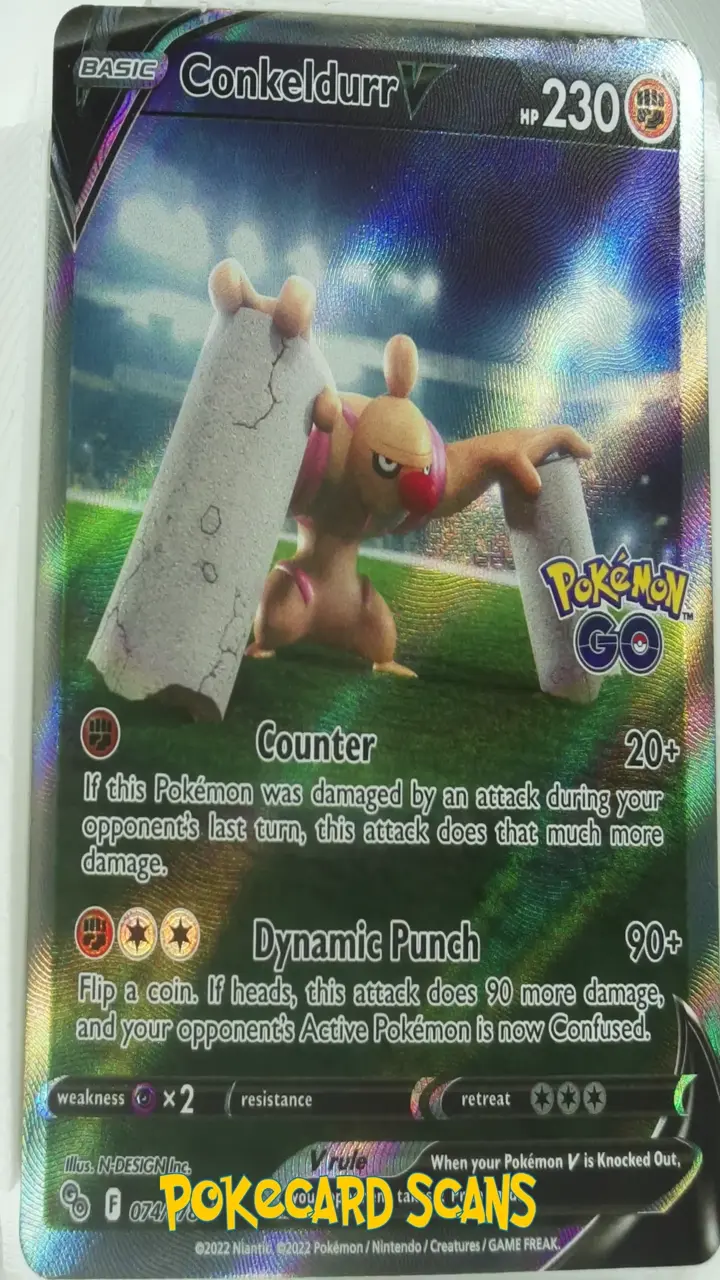 BASIC Conkeldurr V HP 230
POKéMON™
GO
Counter 20+
If this Pokémon was damaged by an attack during your
opponent's last turn, this attack does that much more
damage.
Dynamic Punch 90+
Flip a coin. If heads, this attack does 90 more damage,
and your opponent's Active Pokémon is now Confused.
weakness ×2 resistance retreat
Illus. N-DESIGN Inc. V rule When your Pokémon V is Knocked Out,
GO F 074/
POKECARD SCANS
©2022 Niantic. ©2022 Pokémon / Nintendo / Creatures / GAME FREAK.